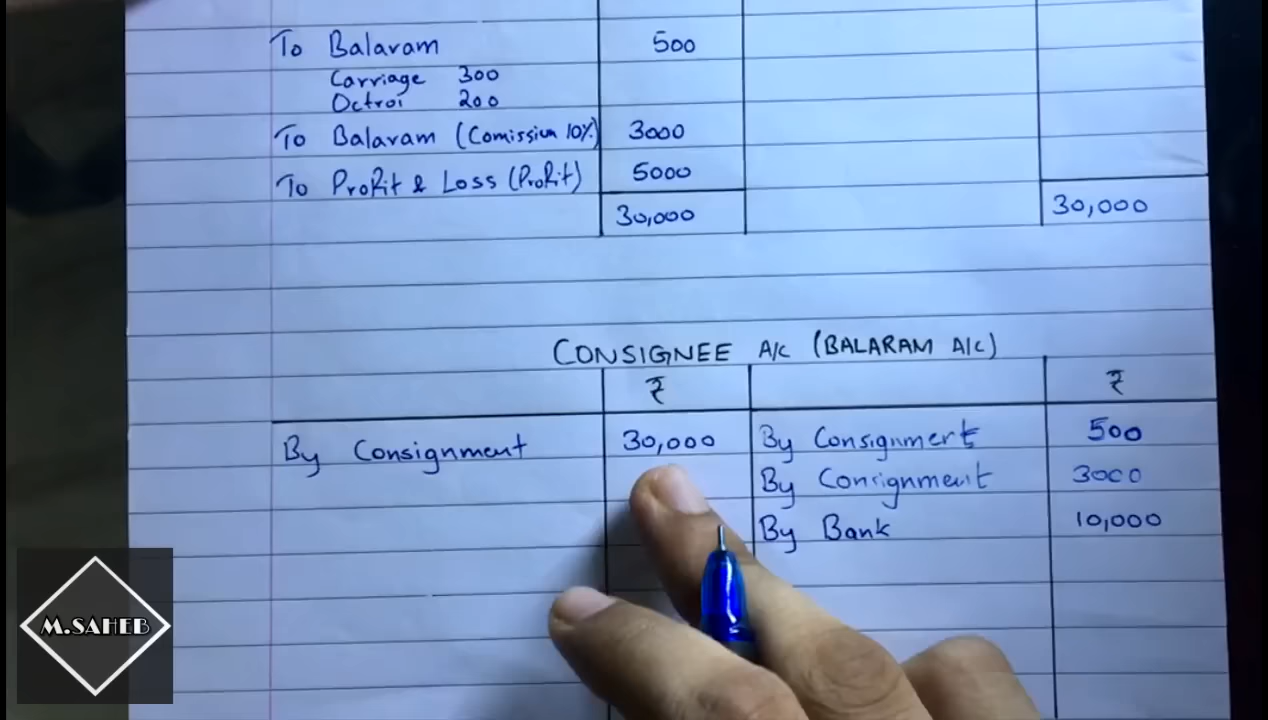 To Balaram 500
Carriage 300
Octroi 200
To Balaram (Comission 10%) 3000
To Profit & Loss (Profit) 5000
30,000 30,000
CONSIGNEE A/C (BALARAM A/C)
₹ ₹
By Consignment 30,000 By Consignment 500
By Consignment 3000
By Bank 10,000
M.SAHEB